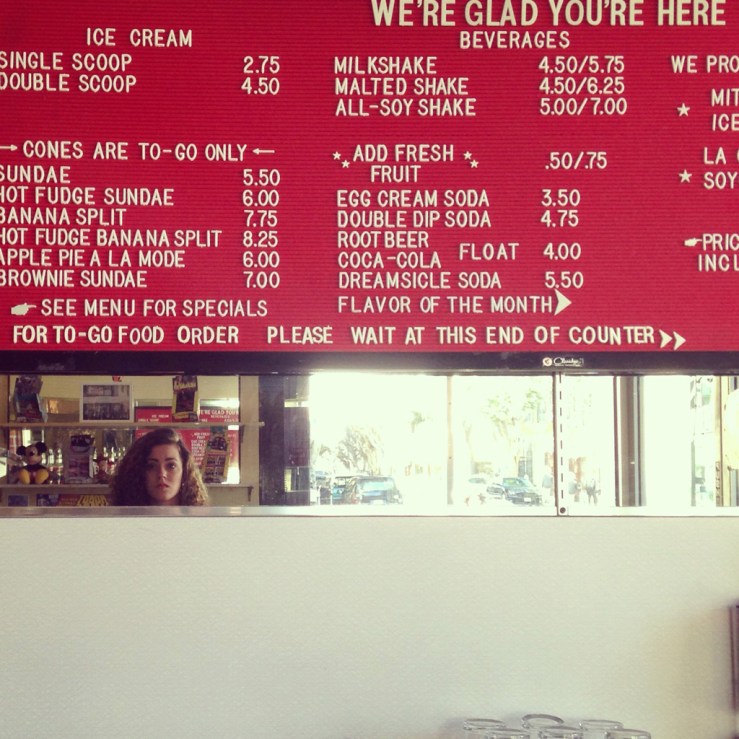 WE'RE GLAD YOU'RE HERE
ICE CREAM
SINGLE SCOOP 2.75
DOUBLE SCOOP 4.50
→ CONES ARE TO-GO ONLY ←
SUNDAE 5.50
HOT FUDGE SUNDAE 6.00
BANANA SPLIT 7.75
HOT FUDGE BANANA SPLIT 8.25
APPLE PIE A LA MODE 6.00
BROWNIE SUNDAE 7.00
☛ SEE MENU FOR SPECIALS
BEVERAGES
MILKSHAKE 4.50/5.75
MALTED SHAKE 4.50/6.25
ALL-SOY SHAKE 5.00/7.00
ADD FRESH
FRUIT .50/.75
EGG CREAM SODA 3.50
DOUBLE DIP SODA 4.75
ROOT BEER
COCA-COLA FLOAT 4.00
DREAMSICLE SODA 5.50
FLAVOR OF THE MONTH
WE PRO
MIT
ICE
LA
SOY
PRIC
INCL
FOR TO-GO FOOD ORDER PLEASE WAIT AT THIS END OF COUNTER